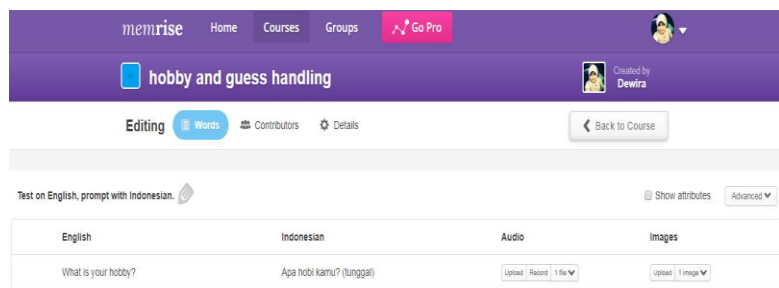 memrise Home Courses Groups Go Pro
hobby and guess handling
Created by
Dewira
Editing Words Contributors Details Back to Course
Test on English, prompt with Indonesian. Show attributes Advanced
English Indonesian Audio Images
What is your hobby? Apa hobi kamu? (tunggal) Upload Record 1 file Upload 1 image